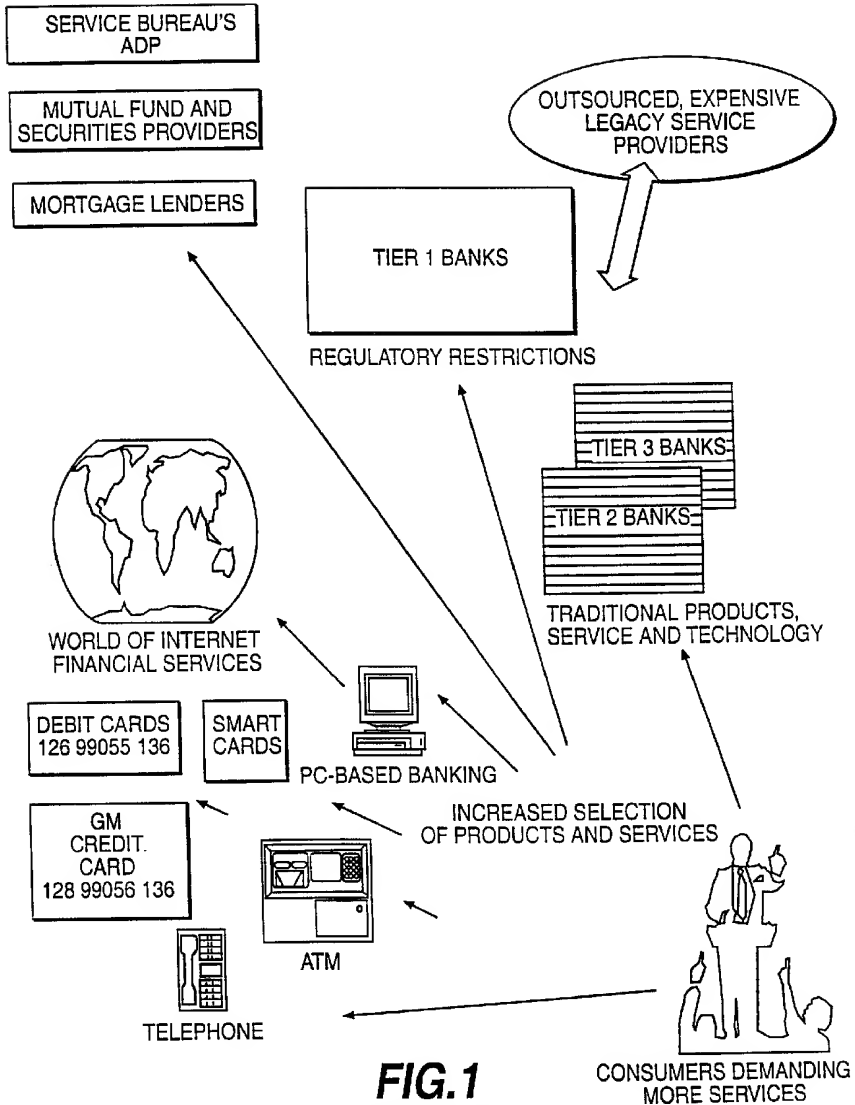 SERVICE BUREAU'S
ADP
MUTUAL FUND AND
SECURITIES PROVIDERS
MORTGAGE LENDERS
OUTSOURCED, EXPENSIVE
LEGACY SERVICE
PROVIDERS
TIER 1 BANKS
REGULATORY RESTRICTIONS
TIER 3 BANKS
TIER 2 BANKS
TRADITIONAL PRODUCTS,
SERVICE AND TECHNOLOGY
WORLD OF INTERNET
FINANCIAL SERVICES
DEBIT CARDS
126 99055 136
SMART
CARDS
PC-BASED BANKING
GM
CREDIT.
CARD
128 99056 136
INCREASED SELECTION
OF PRODUCTS AND SERVICES
ATM
TELEPHONE
CONSUMERS DEMANDING
MORE SERVICES
FIG.1